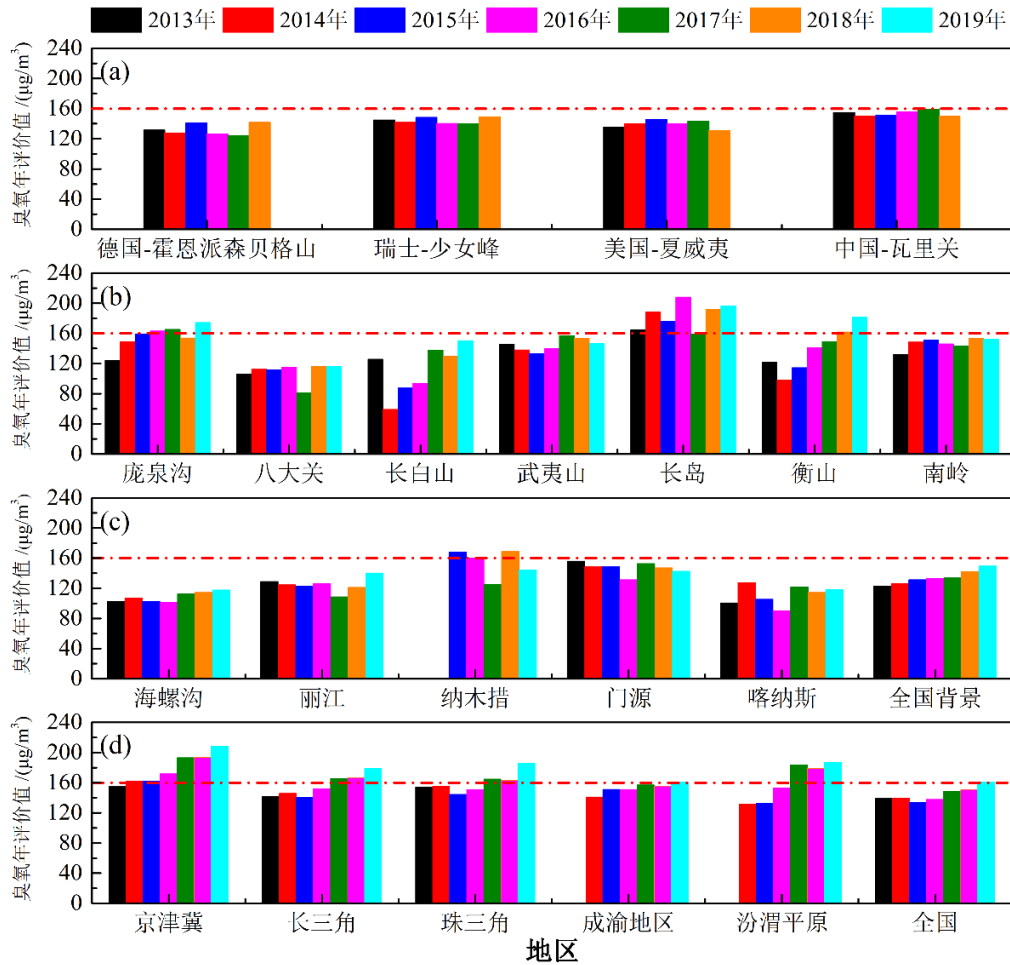 2013年 2014年 2015年 2016年 2017年 2018年 2019年
臭氧年评价值 /(μg/m³)
(a)
240
200
160
120
80
40
0
德国-霍恩派森贝格山 瑞士-少女峰 美国-夏威夷 中国-瓦里关
臭氧年评价值 /(μg/m³)
(b)
240
200
160
120
80
40
0
庞泉沟 八大关 长白山 武夷山 长岛 衡山 南岭
臭氧年评价值 /(μg/m³)
(c)
240
200
160
120
80
40
0
海螺沟 丽江 纳木措 门源 喀纳斯 全国背景
臭氧年评价值 /(μg/m³)
(d)
240
200
160
120
80
40
0
京津冀 长三角 珠三角 成渝地区 汾渭平原 全国
地区